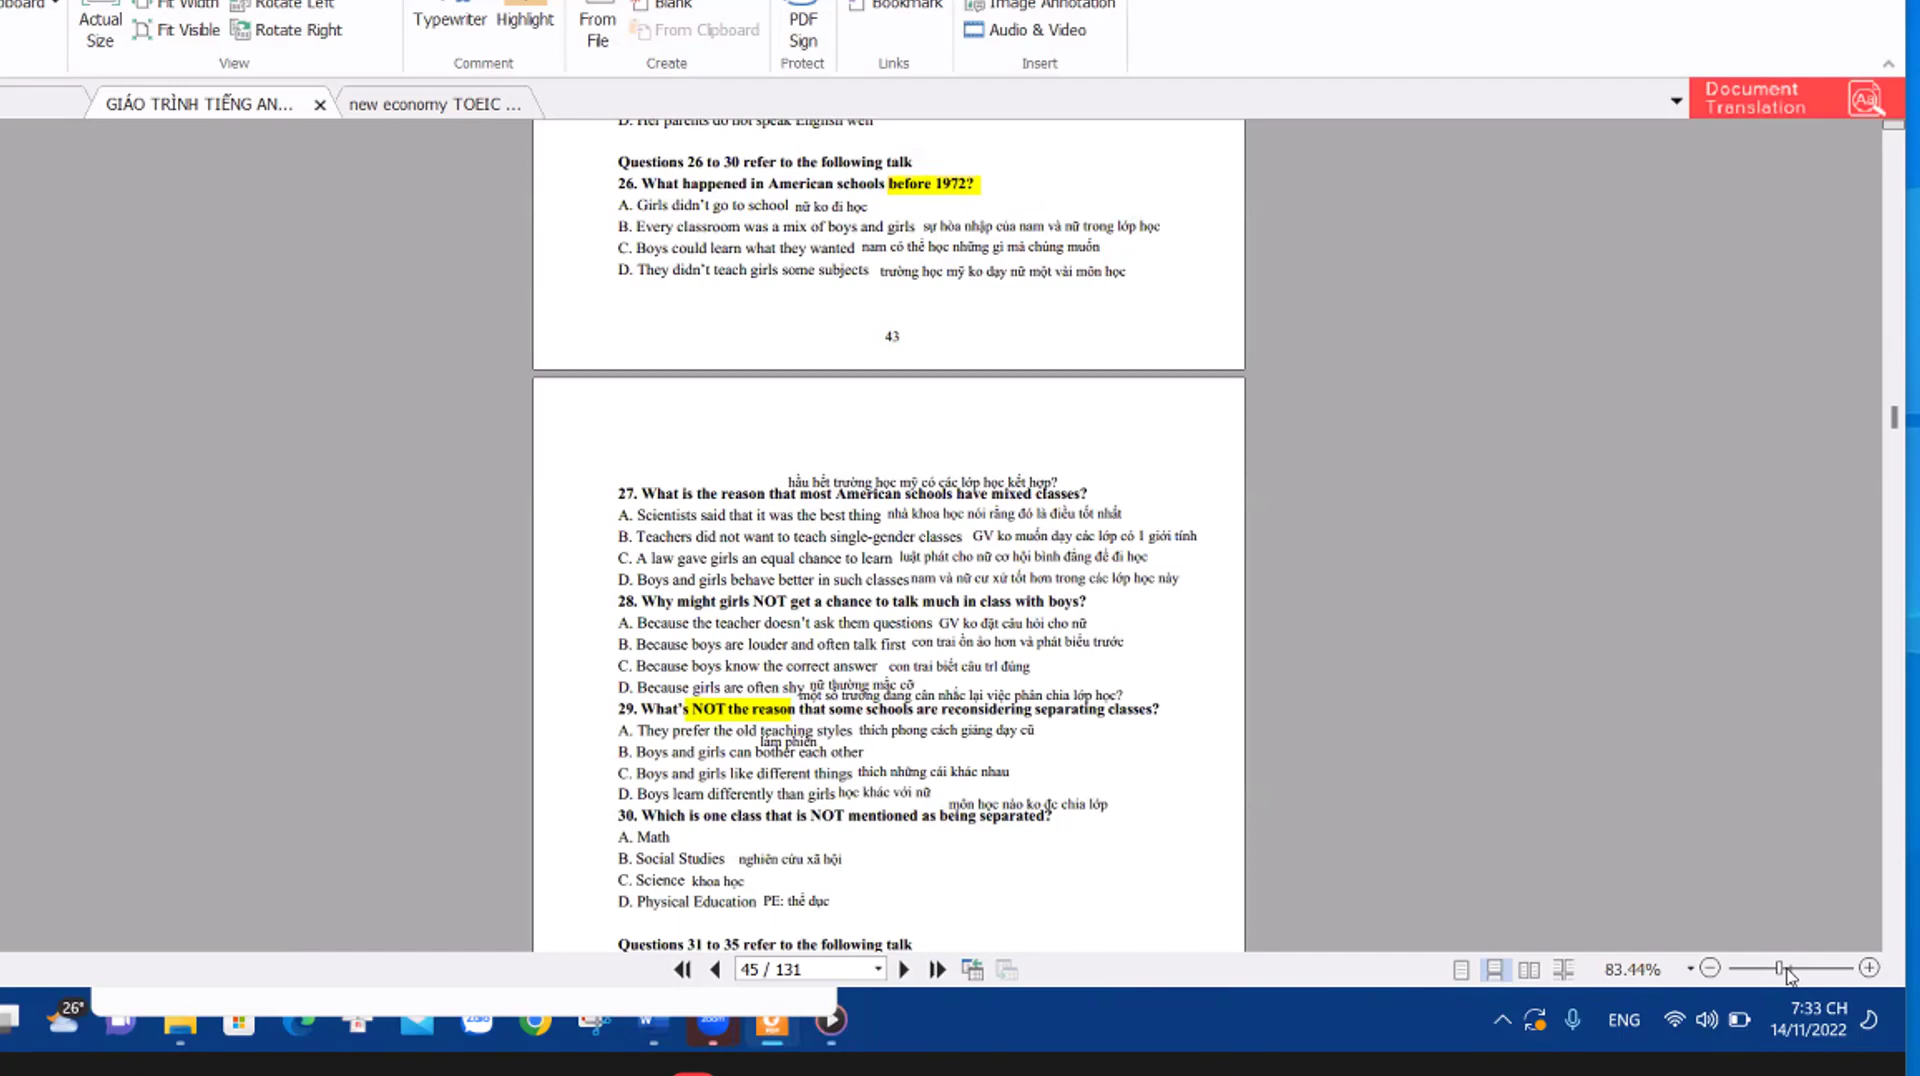 Fit Width
Rotate Left
Actual
Size
Fit Visible
Rotate Right
View
Typewriter
Highlight
Comment
From
File
Blank
From Clipboard
Create
PDF
Sign
Protect
Bookmark
Links
Image Annotation
Audio & Video
Insert
GIÁO TRÌNH TIẾNG AN...
new economy TOEIC ...
Document
Translation
D. Her parents do not speak English well
Questions 26 to 30 refer to the following talk
26. What happened in American schools before 1972?
A. Girls didn't go to school nữ ko đi học
B. Every classroom was a mix of boys and girls sự hòa nhập của nam và nữ trong lớp học
C. Boys could learn what they wanted nam có thể học những gì mà chúng muốn
D. They didn't teach girls some subjects trường học mỹ ko dạy nữ một vài môn học
43
hầu hết trường học mỹ có các lớp học kết hợp?
27. What is the reason that most American schools have mixed classes?
A. Scientists said that it was the best thing nhà khoa học nói rằng đó là điều tốt nhất
B. Teachers did not want to teach single-gender classes GV ko muốn dạy các lớp có 1 giới tính
C. A law gave girls an equal chance to learn luật phát cho nữ cơ hội bình đẳng để đi học
D. Boys and girls behave better in such classes nam và nữ cư xử tốt hơn trong các lớp học này
28. Why might girls NOT get a chance to talk much in class with boys?
A. Because the teacher doesn't ask them questions GV ko đặt câu hỏi cho nữ
B. Because boys are louder and often talk first con trai ồn ào hơn và phát biểu trước
C. Because boys know the correct answer con trai biết câu trl đúng
D. Because girls are often shy nữ thường mắc cỡ
một số trường đang cân nhắc lại việc phân chia lớp học?
29. What's NOT the reason that some schools are reconsidering separating classes?
A. They prefer the old teaching styles thích phong cách giảng dạy cũ
làm phiền
B. Boys and girls can bother each other
C. Boys and girls like different things thích những cái khác nhau
D. Boys learn differently than girls học khác với nữ
môn học nào ko đc chia lớp
30. Which is one class that is NOT mentioned as being separated?
A. Math
B. Social Studies nghiên cứu xã hội
C. Science khoa học
D. Physical Education PE: thể dục
Questions 31 to 35 refer to the following talk
45 / 131
83.44%
26°
Zalo
zoom
ENG
7:33 CH
14/11/2022